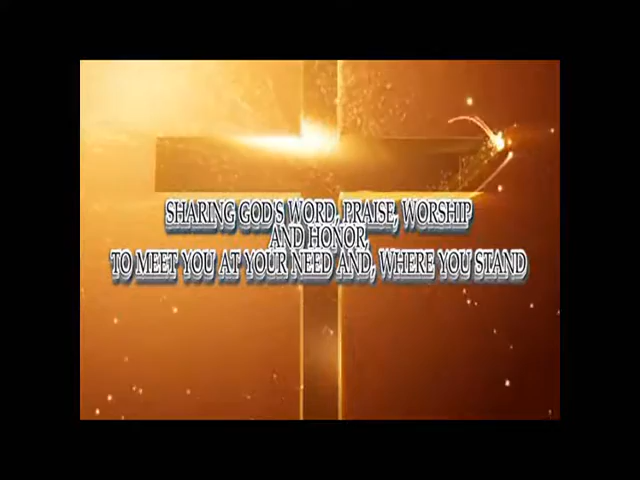 SHARING GOD'S WORD, PRAISE, WORSHIP
AND HONOR,
TO MEET YOU AT YOUR NEED AND, WHERE YOU STAND